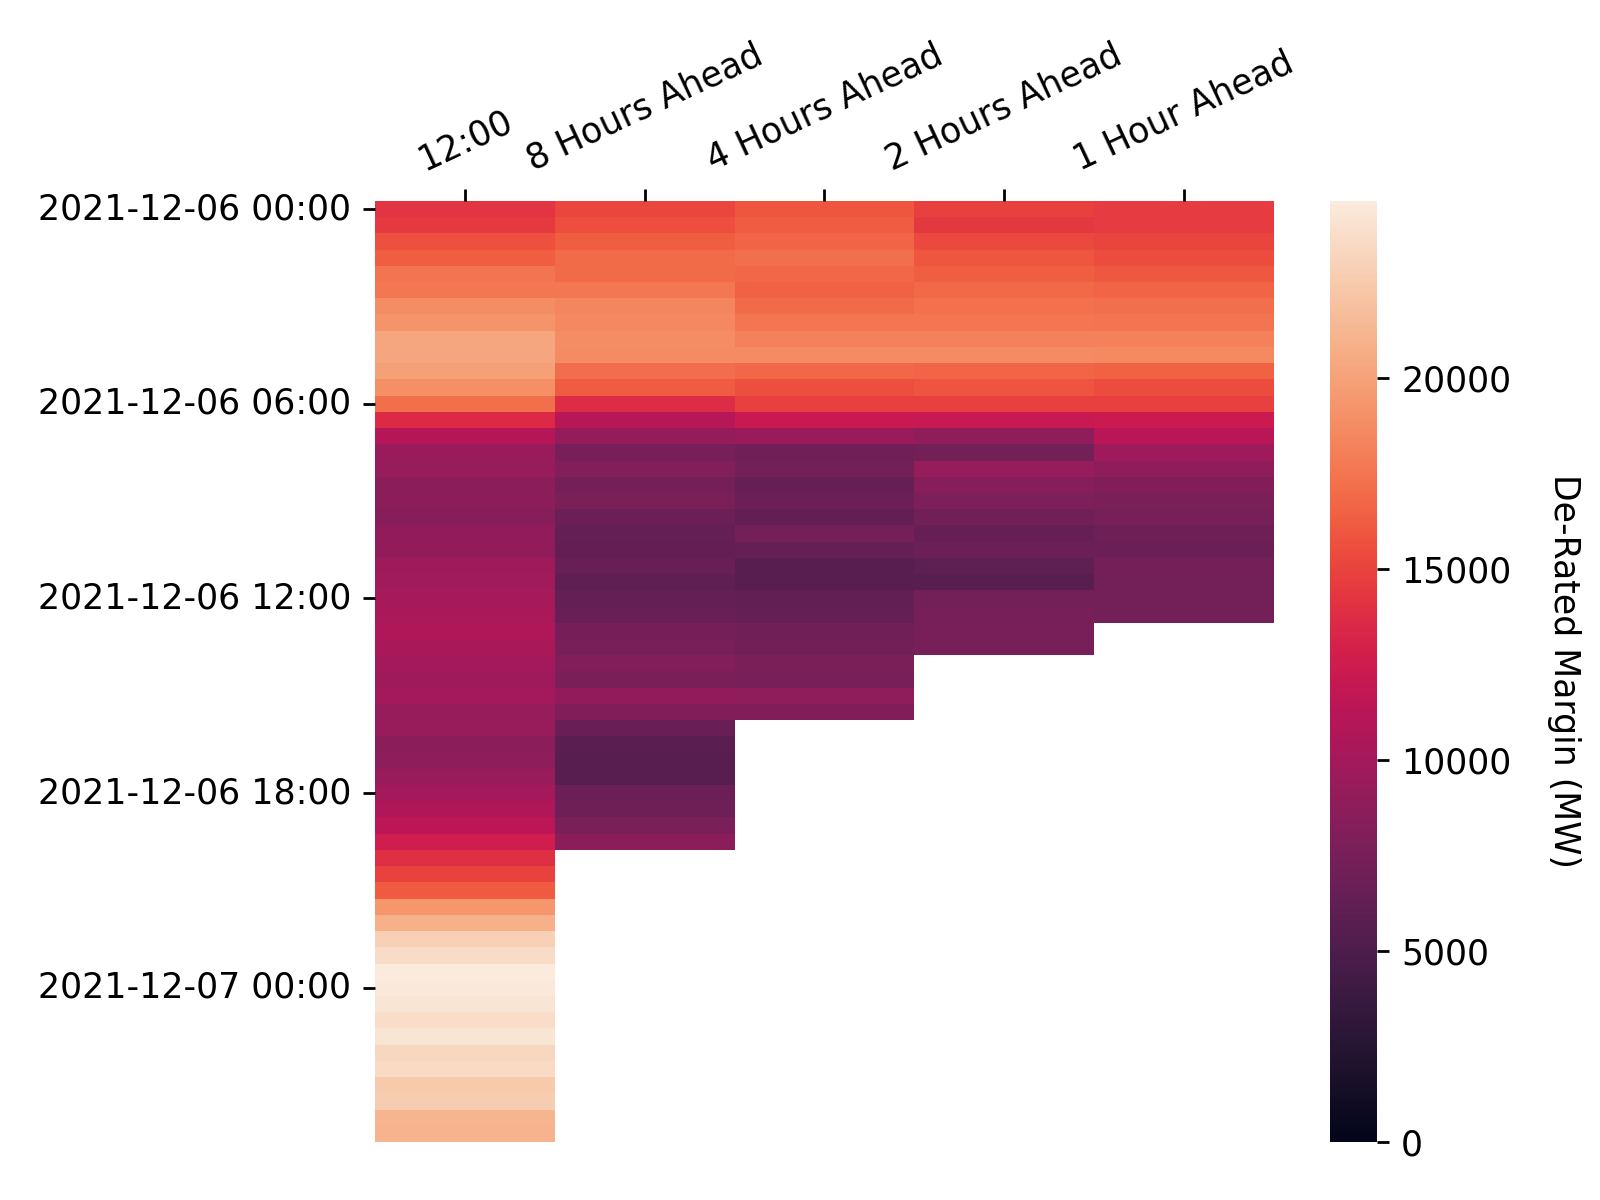 12:00
8 Hours Ahead
4 Hours Ahead
2 Hours Ahead
1 Hour Ahead
2021-12-06 00:00
2021-12-06 06:00
2021-12-06 12:00
2021-12-06 18:00
2021-12-07 00:00
20000
15000
10000
5000
0
De-Rated Margin (MW)